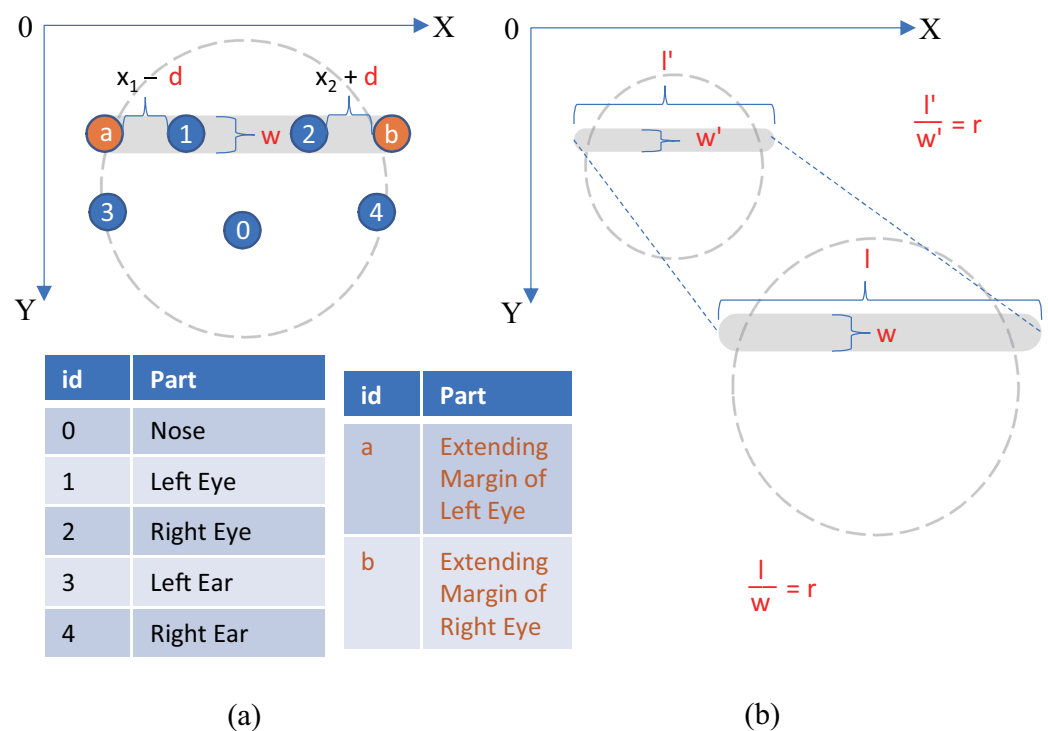 0
X
x₁ – d
x₂ + d
a
1
w
2
b
3
0
4
Y
id Part
0 Nose
1 Left Eye
2 Right Eye
3 Left Ear
4 Right Ear
id Part
a Extending
Margin of
Left Eye
b Extending
Margin of
Right Eye
(a)
0
X
l'
w'
l'
w' = r
Y
l
w
l
w = r
(b)